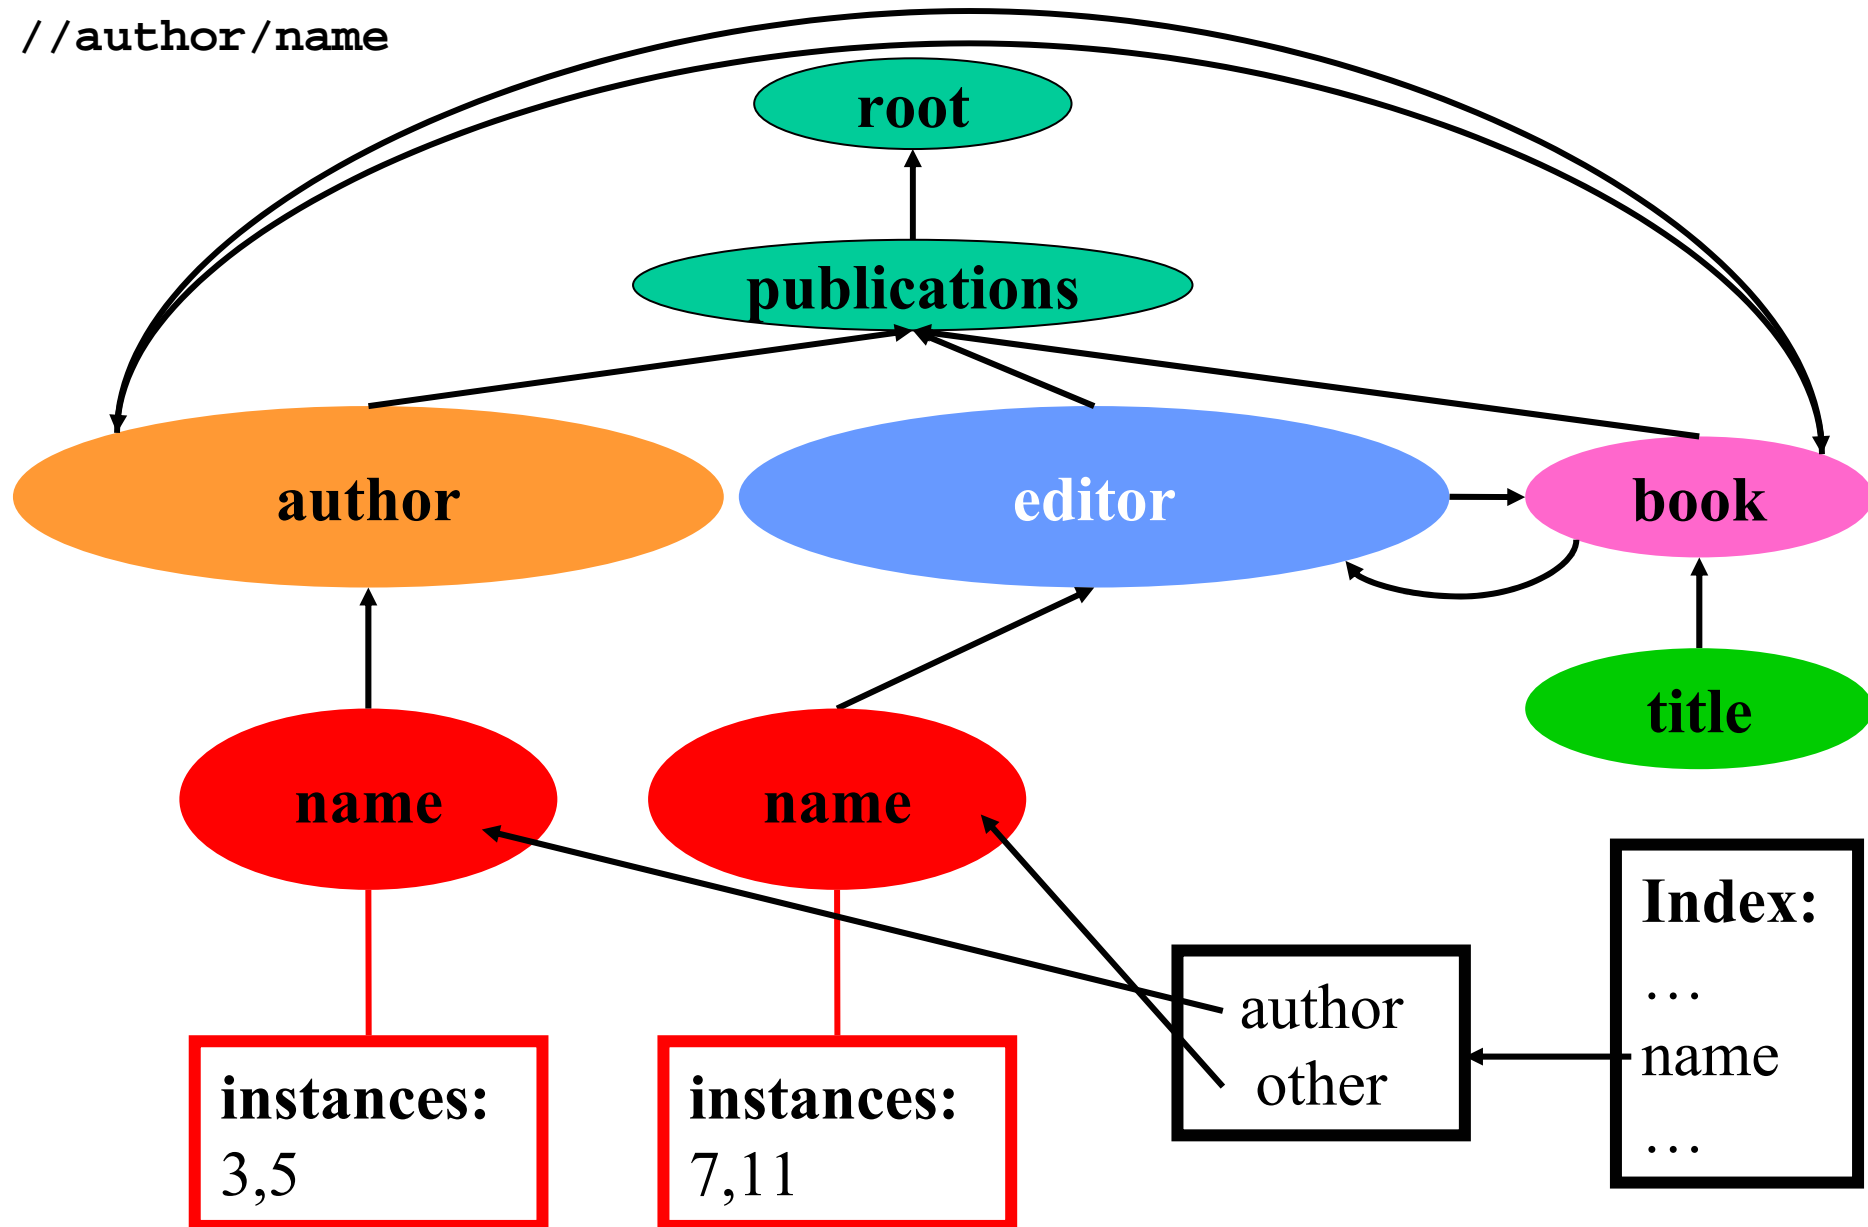 //author/name
root
publications
author
editor
book
title
name
name
Index:
…
name
…
author
other
instances:
3,5
instances:
7,11